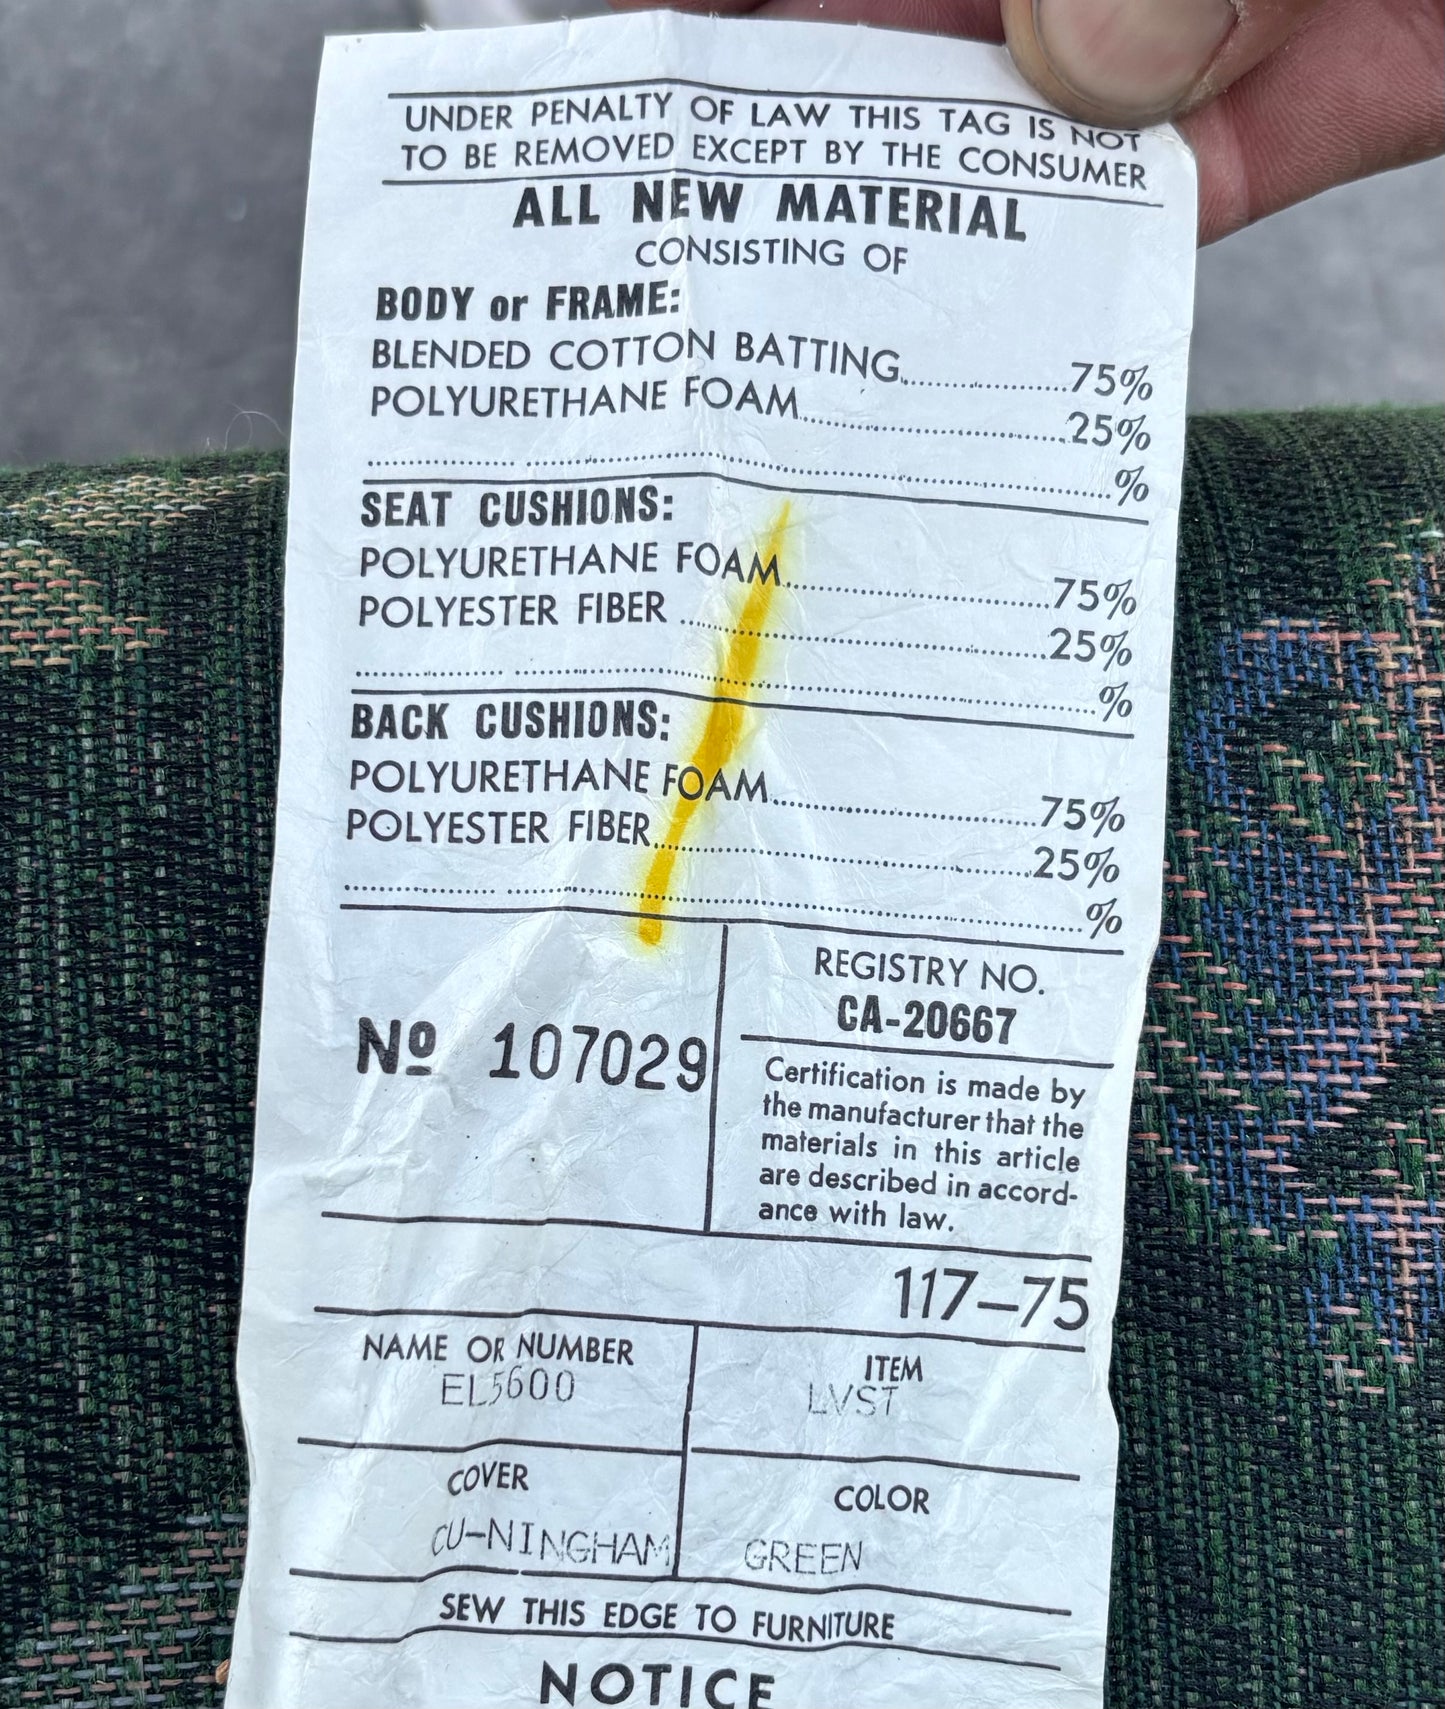 UNDER PENALTY OF LAW THIS TAG IS NOT
TO BE REMOVED EXCEPT BY THE CONSUMER
ALL NEW MATERIAL
CONSISTING OF
BODY or FRAME:
BLENDED COTTON BATTING....................75%
POLYURETHANE FOAM....................25%
....................%
SEAT CUSHIONS:
POLYURETHANE FOAM....................75%
POLYESTER FIBER ....................25%
....................%
BACK CUSHIONS:
POLYURETHANE FOAM....................75%
POLYESTER FIBER....................25%
....................%
REGISTRY NO.
CA-20667
Nº 107029
Certification is made by
the manufacturer that the
materials in this article
are described in accord-
ance with law.
117-75
NAME OR NUMBER
EL5600
ITEM
LVST
COVER
CU-NINGHAM
COLOR
GREEN
SEW THIS EDGE TO FURNITURE
NOTICE